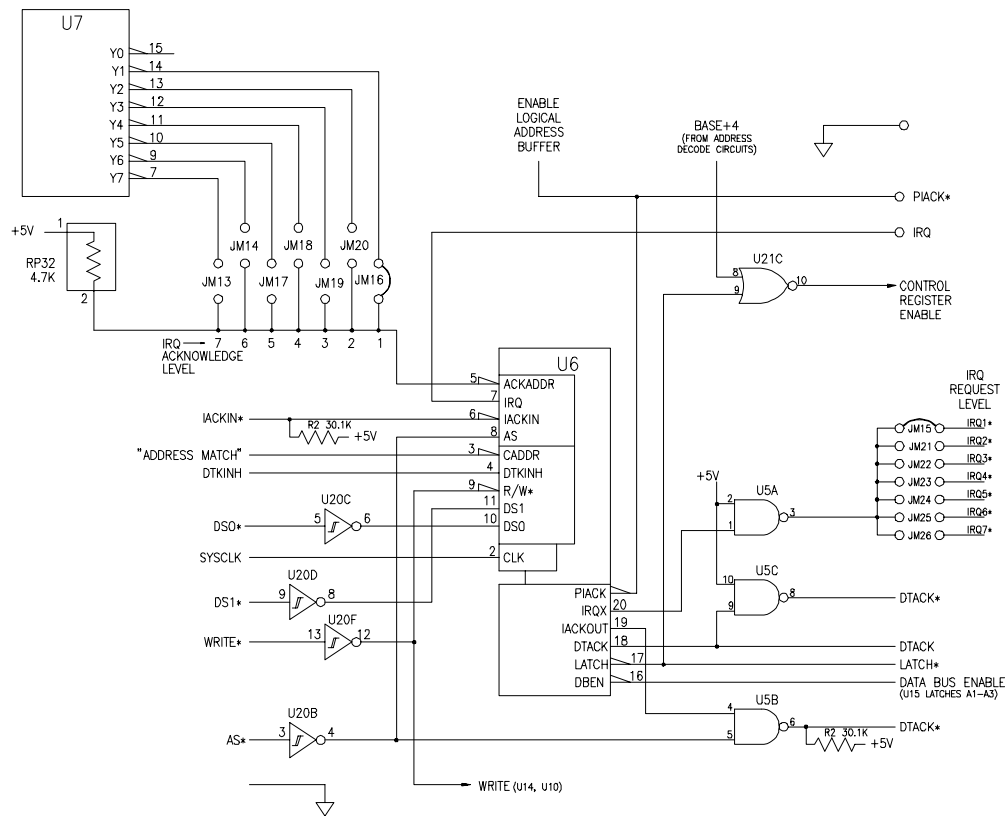 U7
Y0 15
Y1 14
Y2 13
Y3 12
Y4 11
Y5 10
Y6 9
Y7 7
+5V
1
RP32
4.7K
2
JM14
JM18
JM20
JM13
JM17
JM19
JM16
IRQ
ACKNOWLEDGE
LEVEL
7 6 5 4 3 2 1
ENABLE
LOGICAL
ADDRESS
BUFFER
BASE+4
(FROM ADDRESS
DECODE CIRCUITS)
PIACK*
IRQ
U21C
8
9
10
CONTROL
REGISTER
ENABLE
U6
5 ACKADDR
7 IRQ
IACKIN* 6 IACKIN
R2 30.1K
+5V
8 AS
"ADDRESS MATCH" 3 CADDR
DTKINH 4 DTKINH
9 R/W*
11 DS1
10 DS0
U20C
DS0* 5 6
SYSCLK 2 CLK
U20D
DS1* 9 8
U20F
WRITE* 13 12
U20B
AS* 3 4
WRITE (U14, U10)
PIACK
IRQX 20
IACKOUT 19
DTACK 18
LATCH 17
DBEN 16
IRQ
REQUEST
LEVEL
JM15 IRQ1*
JM21 IRQ2*
JM22 IRQ3*
JM23 IRQ4*
JM24 IRQ5*
JM25 IRQ6*
JM26 IRQ7*
+5V
U5A
2
1
3
U5C
10
9
8
DTACK*
DTACK
LATCH*
DATA BUS ENABLE
(U15 LATCHES A1-A3)
U5B
4
5
6
DTACK*
R2 30.1K
+5V